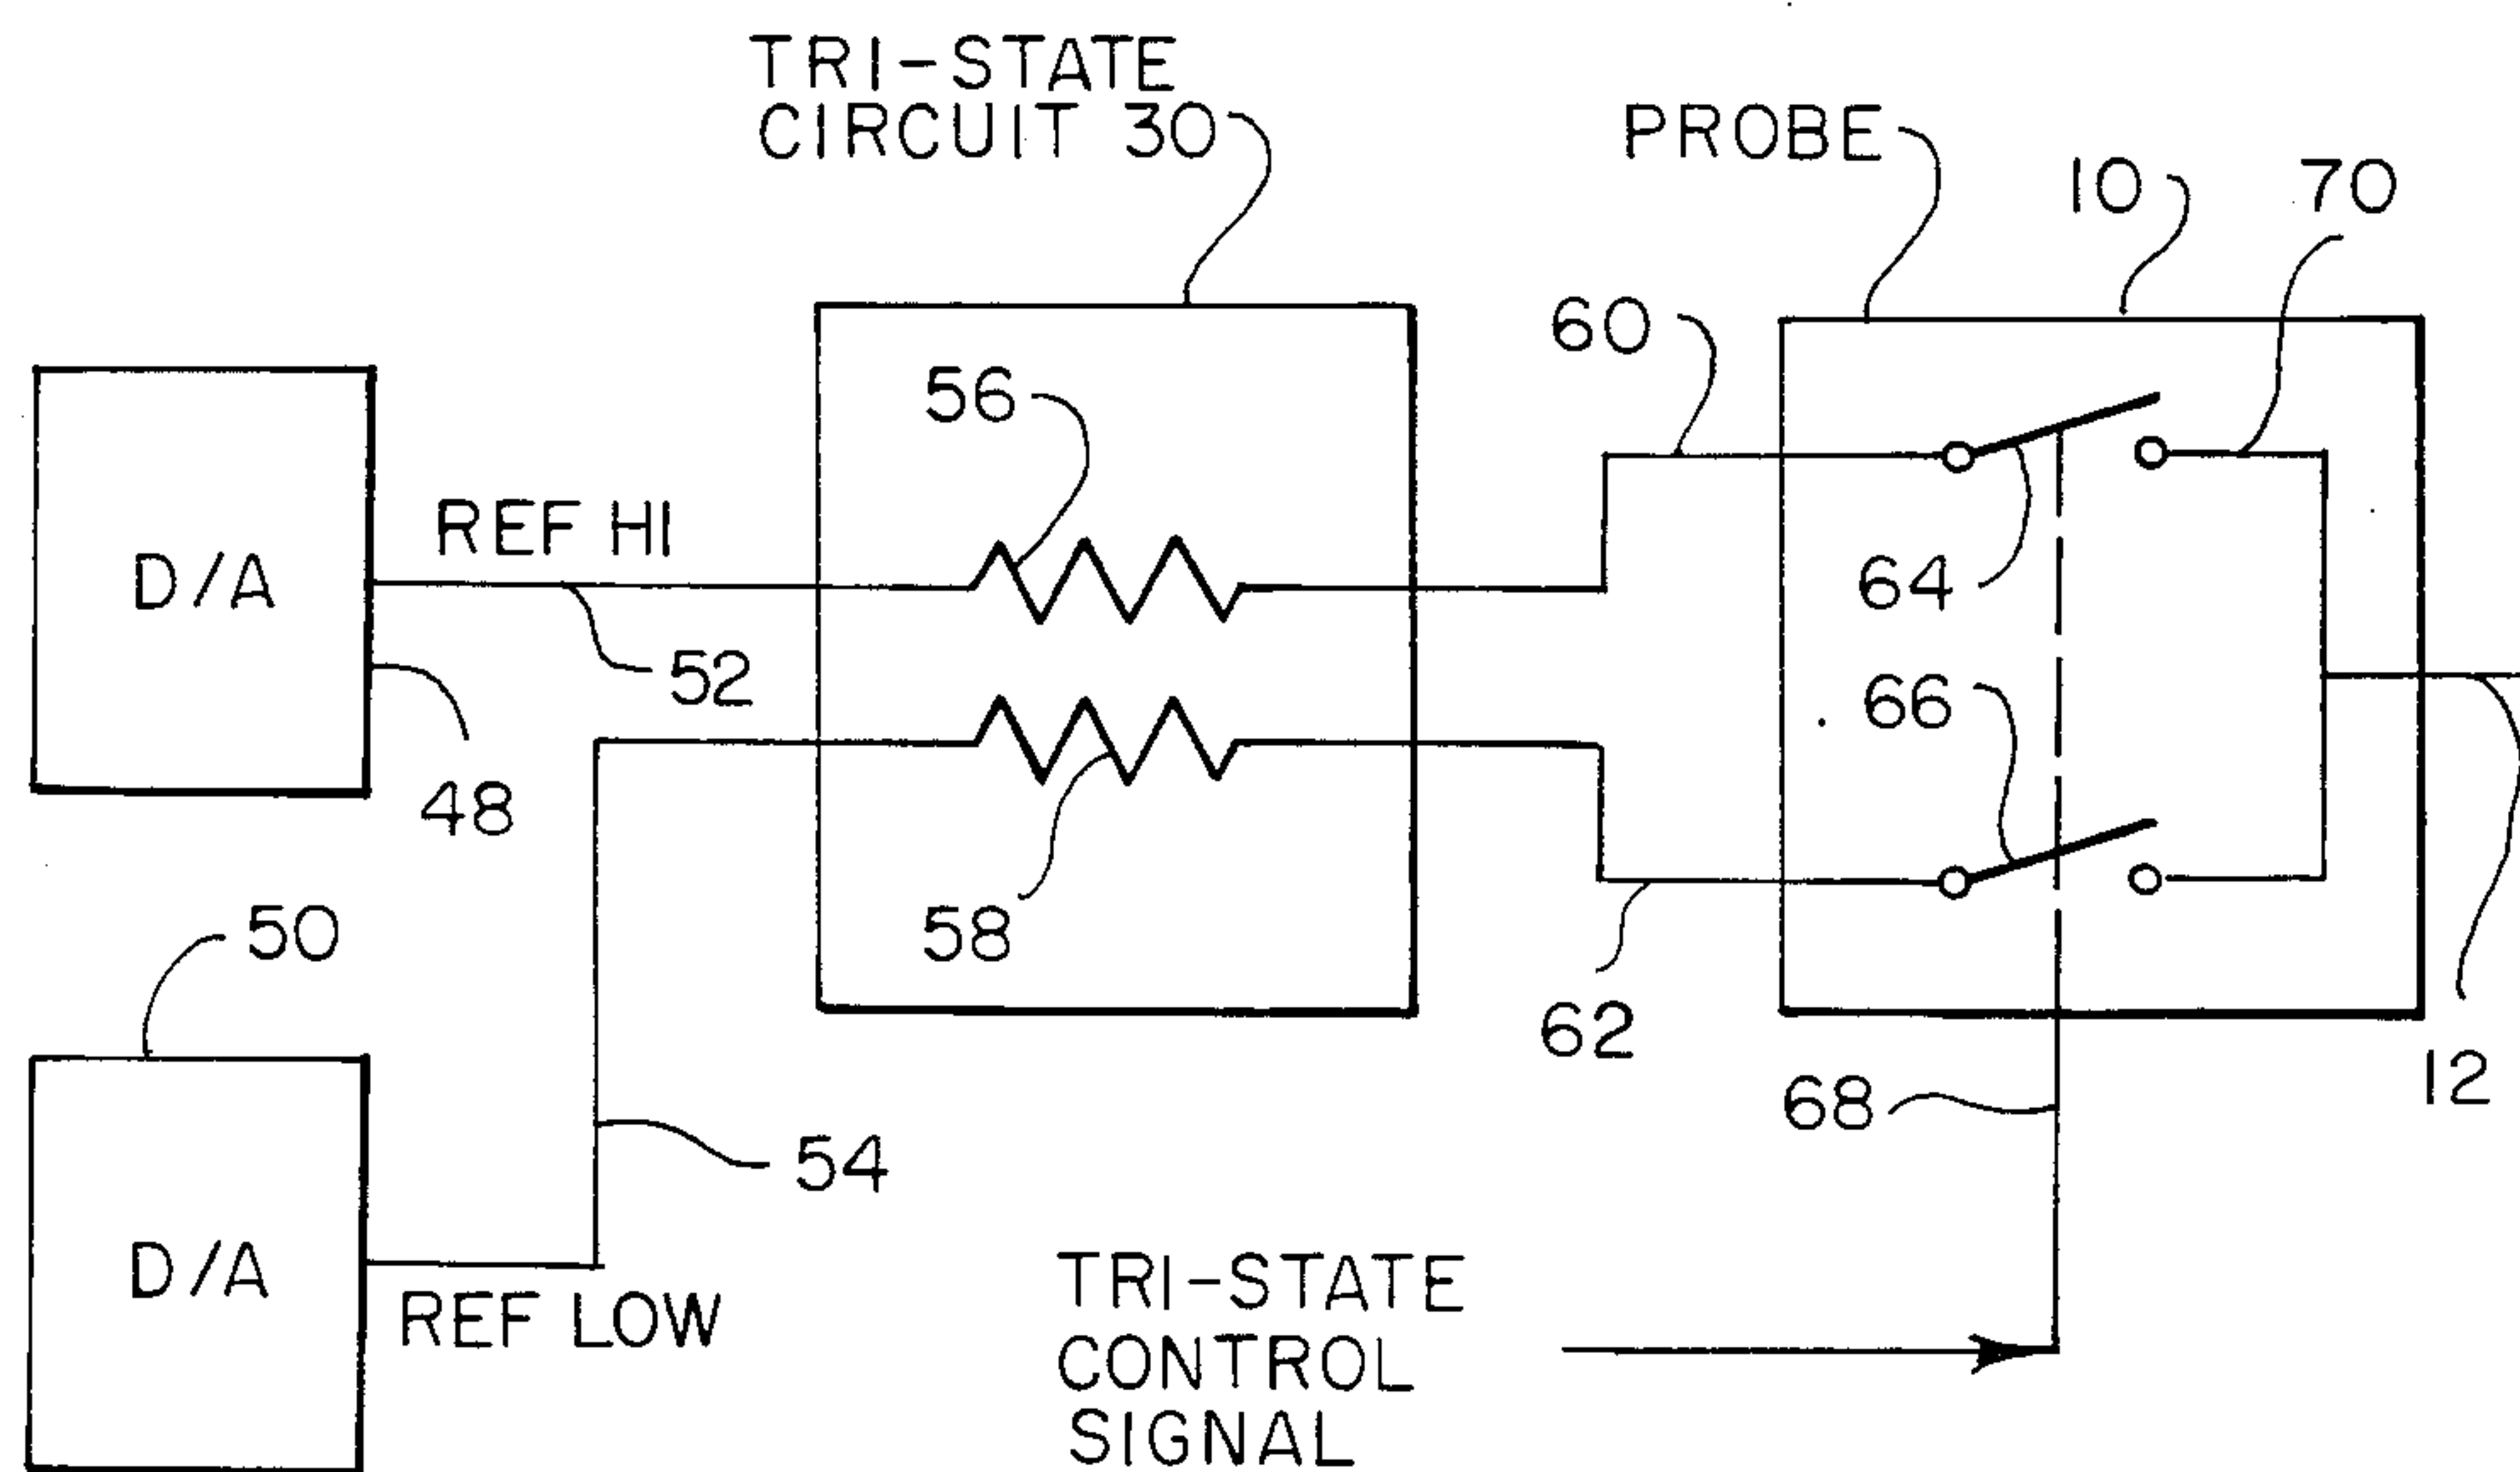 TRI-STATE
CIRCUIT 30
PROBE
10
70
60
56
REF HI
D/A
64
52
66
48
58
50
62
12
68
54
D/A
REF LOW
TRI-STATE
CONTROL
SIGNAL